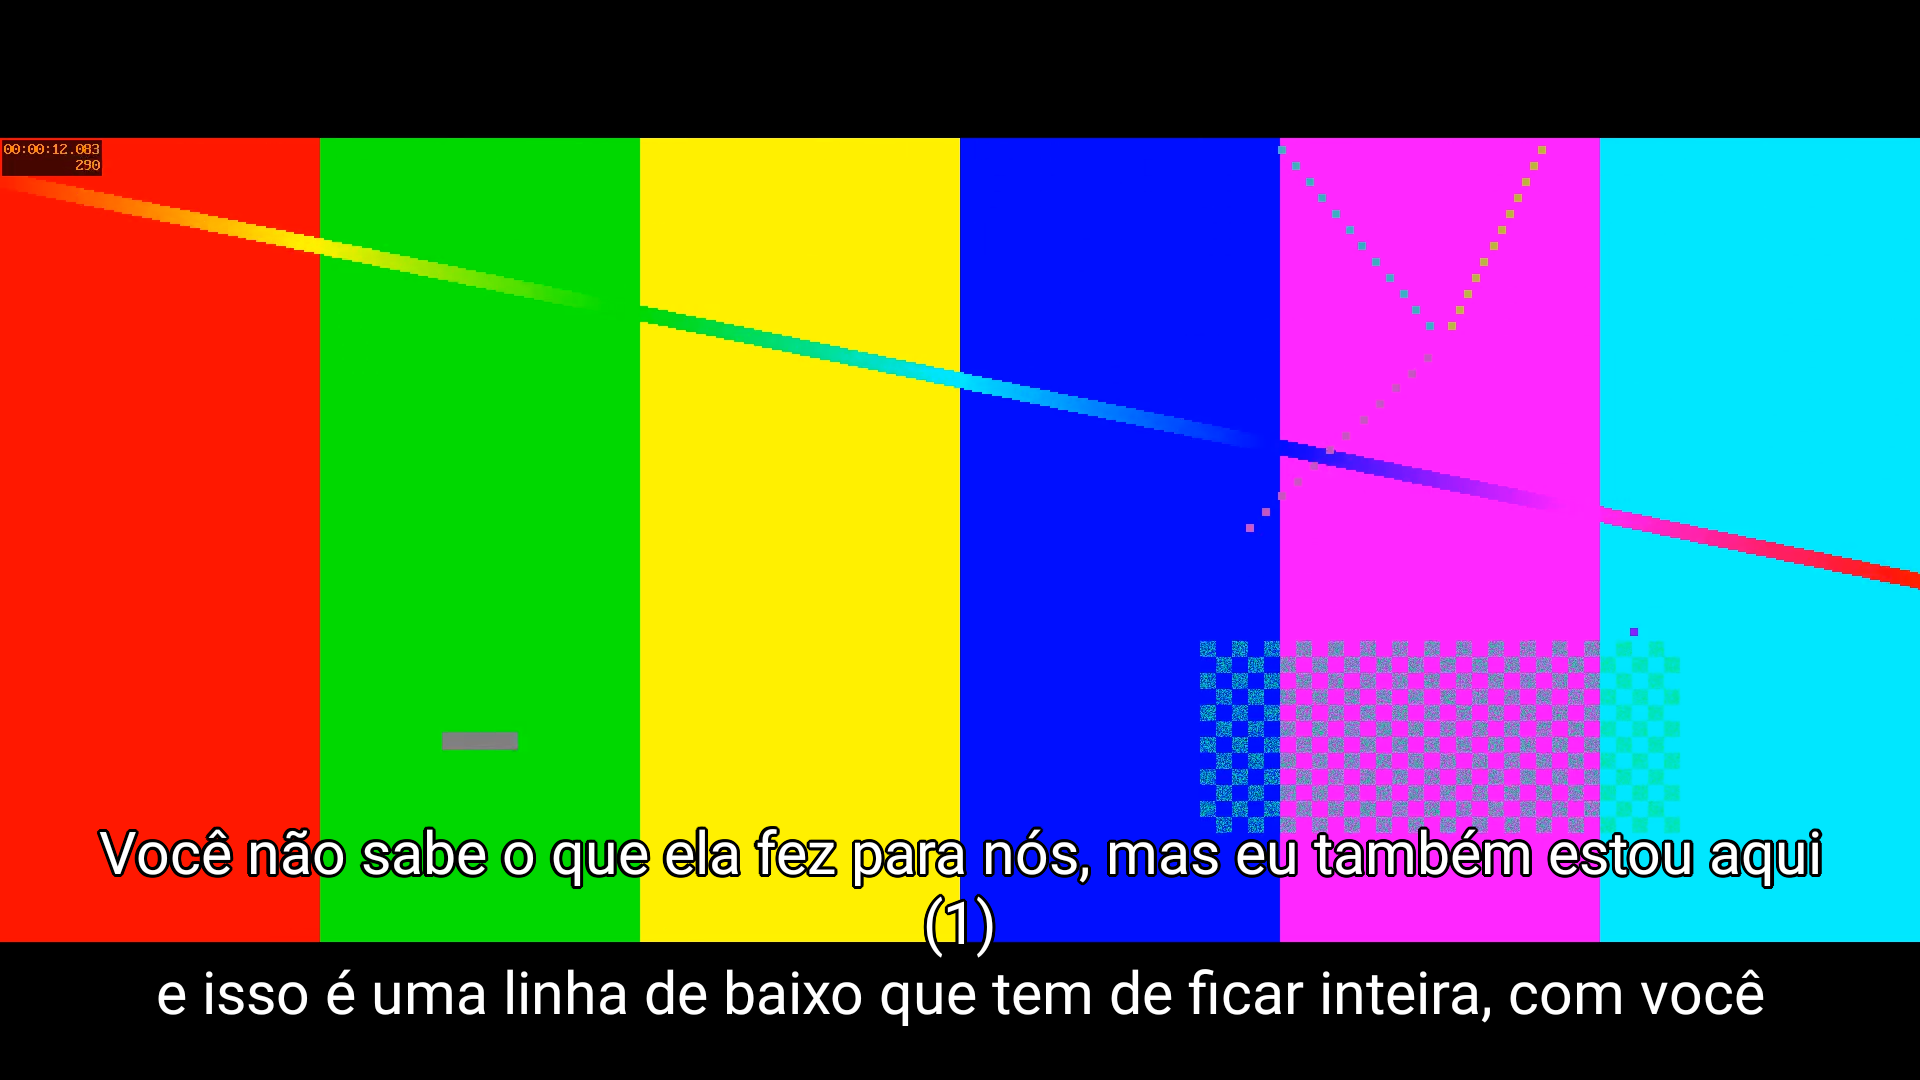 00:00:12.083
290
Você não sabe o que ela fez para nós, mas eu também estou aqui
(1)
e isso é uma linha de baixo que tem de ficar inteira, com você